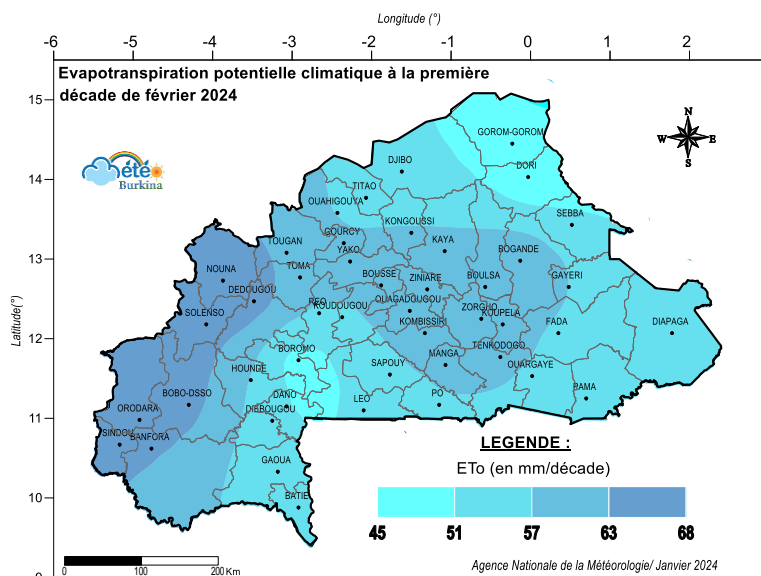 Longitude (°)
-6 -5 -4 -3 -2 -1 0 1 2
Evapotranspiration potentielle climatique à la première
décade de février 2024
15
N
W E
S
GOROM-GOROM
été
Burkina
DJIBO
DORI
14
TITAO
OUAHIGOUYA
SEBBA
KONGOUSSI
GOURCY
TOUGAN
KAYA
13
YAKO
BOGANDE
NOUNA
TOMA
BOUSSE
ZINIARE
BOULSA
GAYERI
DEDOUGOU
REO
KOUDOUGOU
OUAGADOUGOU
ZORGHO
SOLENSO
KOUPELA
KOMBISSIRI
FADA
DIAPAGA
Latitude(°)
12
BOROMO
TENKODOGO
MANGA
HOUNDE
SAPOUY
OUARGAYE
BOBO-DSSO
DANO
LEO
PO
PAMA
ORODARA
DIEBOUGOU
11
SINDOU
BANFORA
LEGENDE :
GAOUA
ETo (en mm/décade)
10
BATIE
45 51 57 63 68
0 100 200 Km
Agence Nationale de la Météorologie/ Janvier 2024